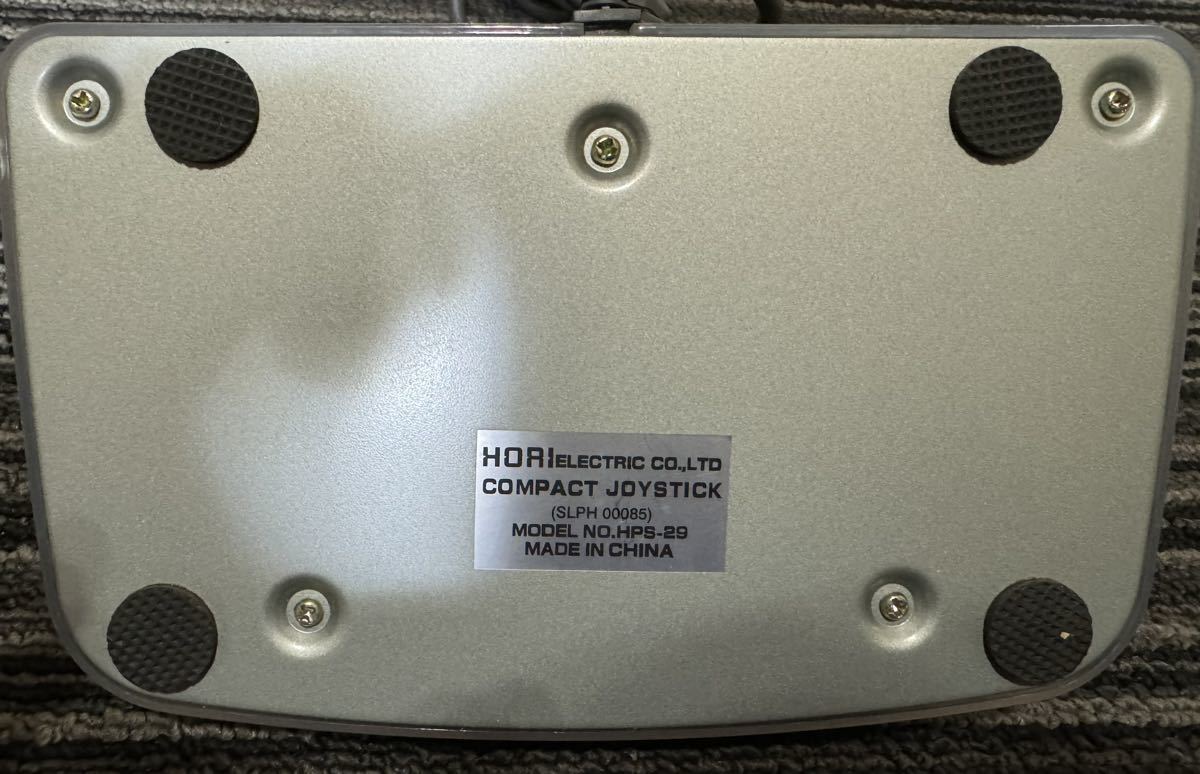 HORI ELECTRIC CO.,LTD
COMPACT JOYSTICK
(SLPH 00085)
MODEL NO.HPS-29
MADE IN CHINA